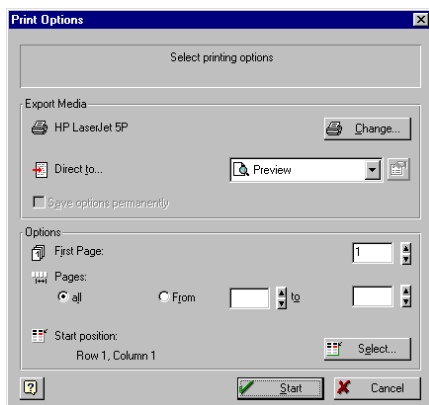 Print Options
Select printing options
Export Media
HP LaserJet 5P
Change...
Direct to...
Preview
Save options permanently
Options
First Page:
1
Pages:
all
From
to
Start position:
Row 1, Column 1
Select...
Start
Cancel